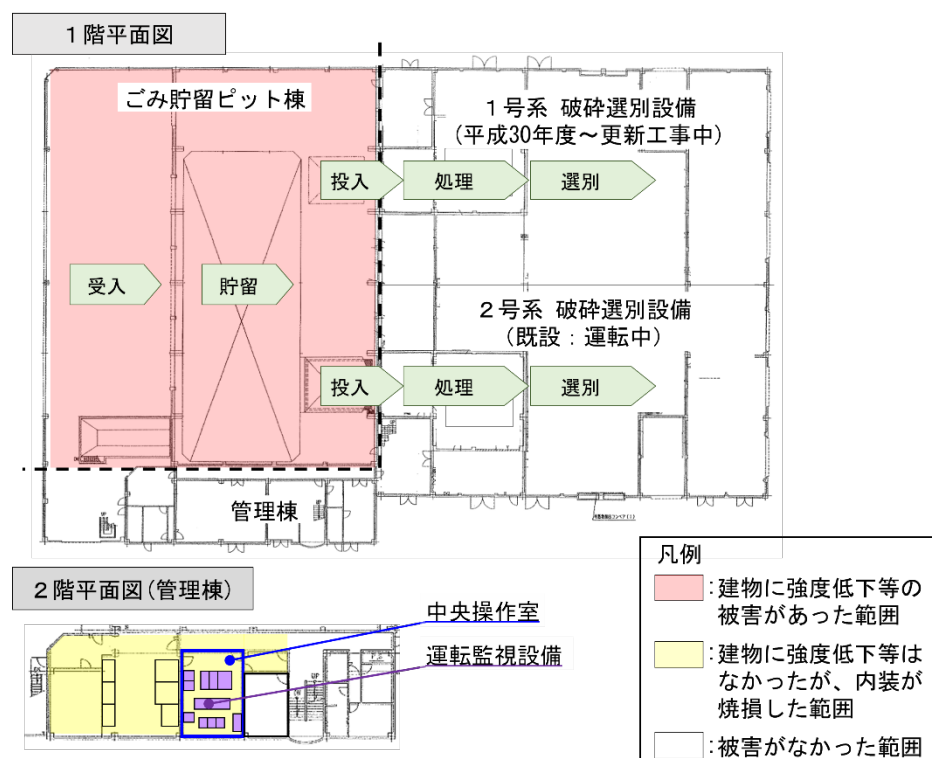 １階平面図
ごみ貯留ピット棟
１号系 破砕選別設備
(平成30年度～更新工事中)
投入
処理
選別
受入
貯留
２号系 破砕選別設備
(既設：運転中)
投入
処理
選別
管理棟
２階平面図(管理棟)
中央操作室
運転監視設備
凡例
:建物に強度低下等の
被害があった範囲
:建物に強度低下等は
なかったが、内装が
焼損した範囲
:被害がなかった範囲
UP
UP